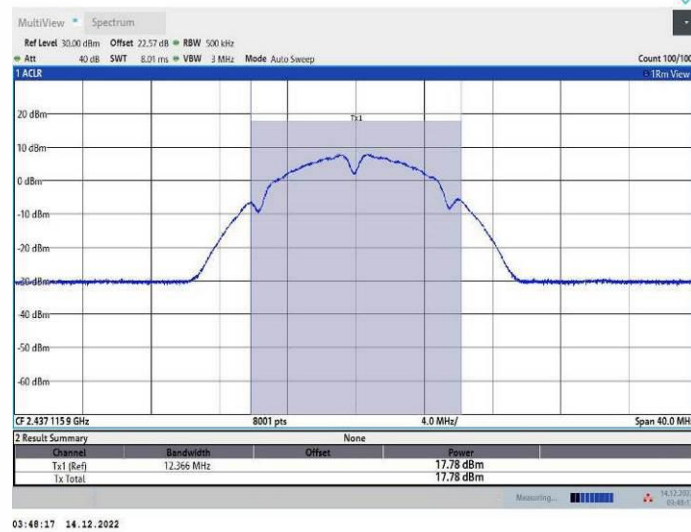 MultiView Spectrum
Ref Level 30.00 dBm Offset 22.57 dB RBW 500 kHz
Att 40 dB SWT 8.01 ms VBW 3 MHz Mode Auto Sweep Count 100/100
1 ACLR 1Rm View
Tx1
20 dBm
10 dBm
0 dBm
-10 dBm
-20 dBm
-30 dBm
-40 dBm
-50 dBm
-60 dBm
CF 2.437 115 9 GHz 8001 pts 4.0 MHz/ Span 40.0 MHz
2 Result Summary None
Channel Bandwidth Offset Power
Tx1 (Ref) 12.366 MHz 17.78 dBm
Tx Total 17.78 dBm
Measuring...
03:48:17 14.12.2022